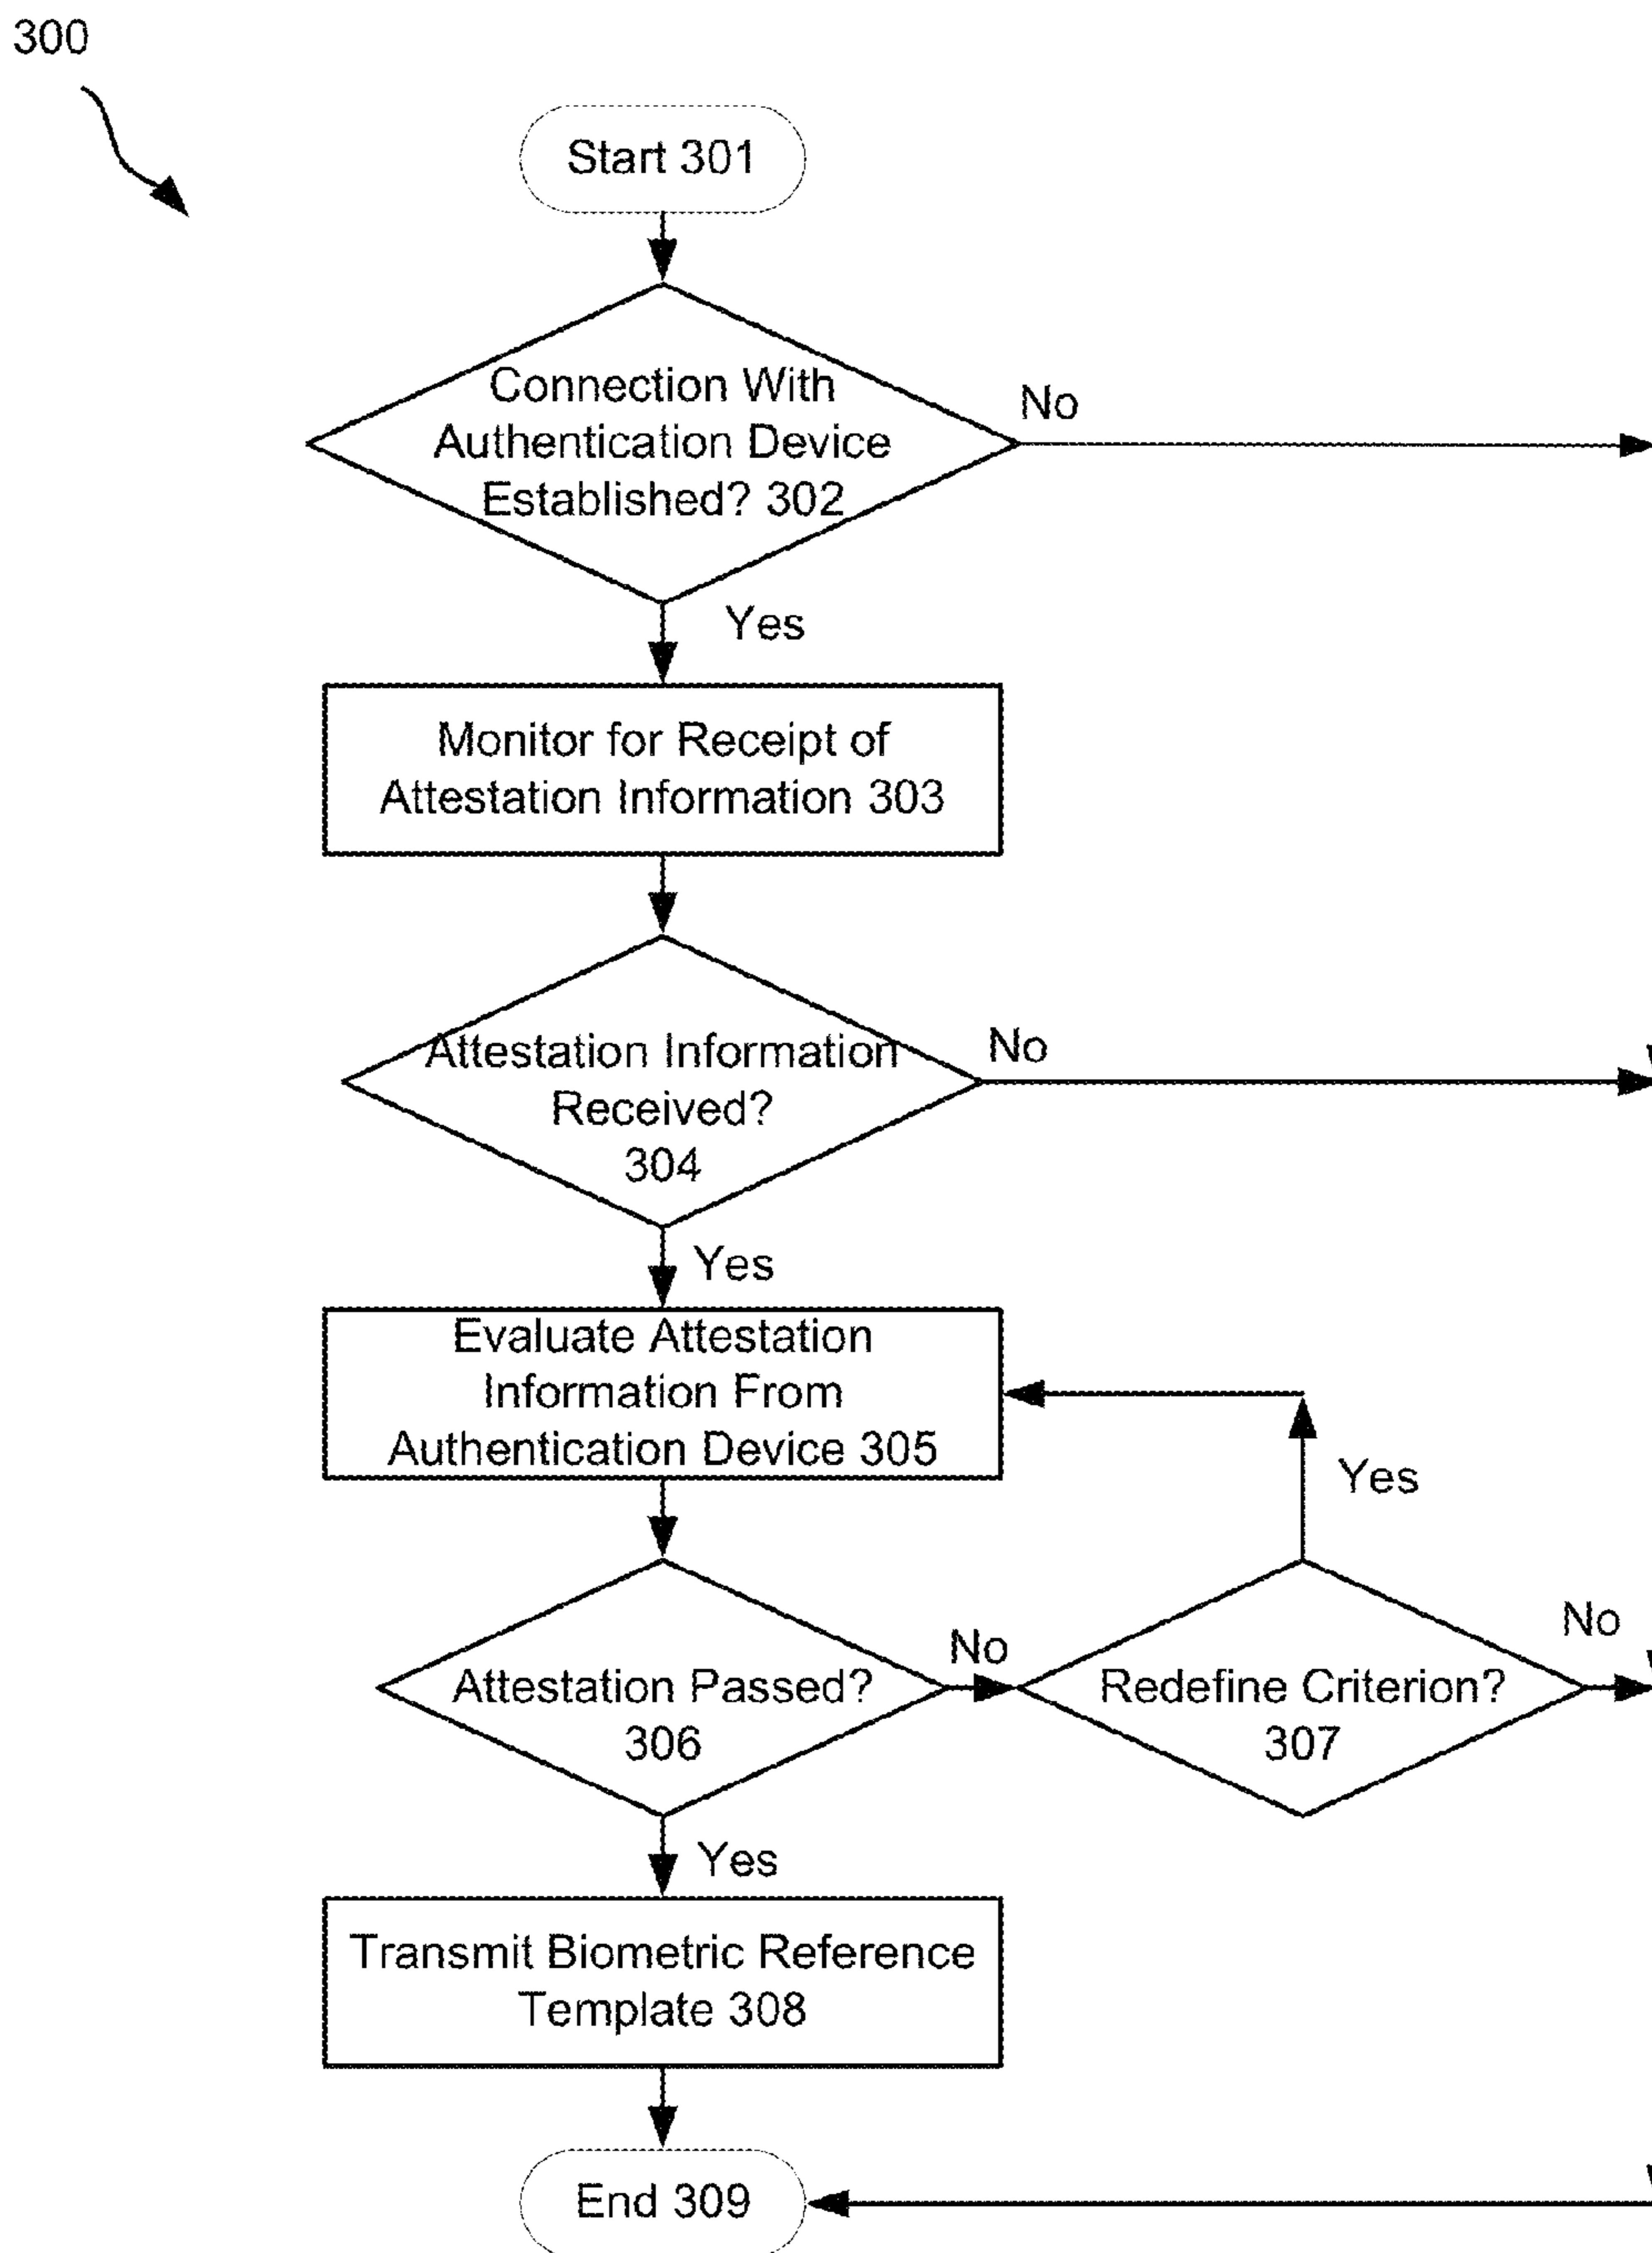 300
Start 301
Connection With
Authentication Device
Established? 302
No
Yes
Monitor for Receipt of
Attestation Information 303
Attestation Information
Received?
304
No
Yes
Evaluate Attestation
Information From
Authentication Device 305
Yes
Attestation Passed?
306
No
Redefine Criterion?
307
No
Yes
Transmit Biometric Reference
Template 308
End 309